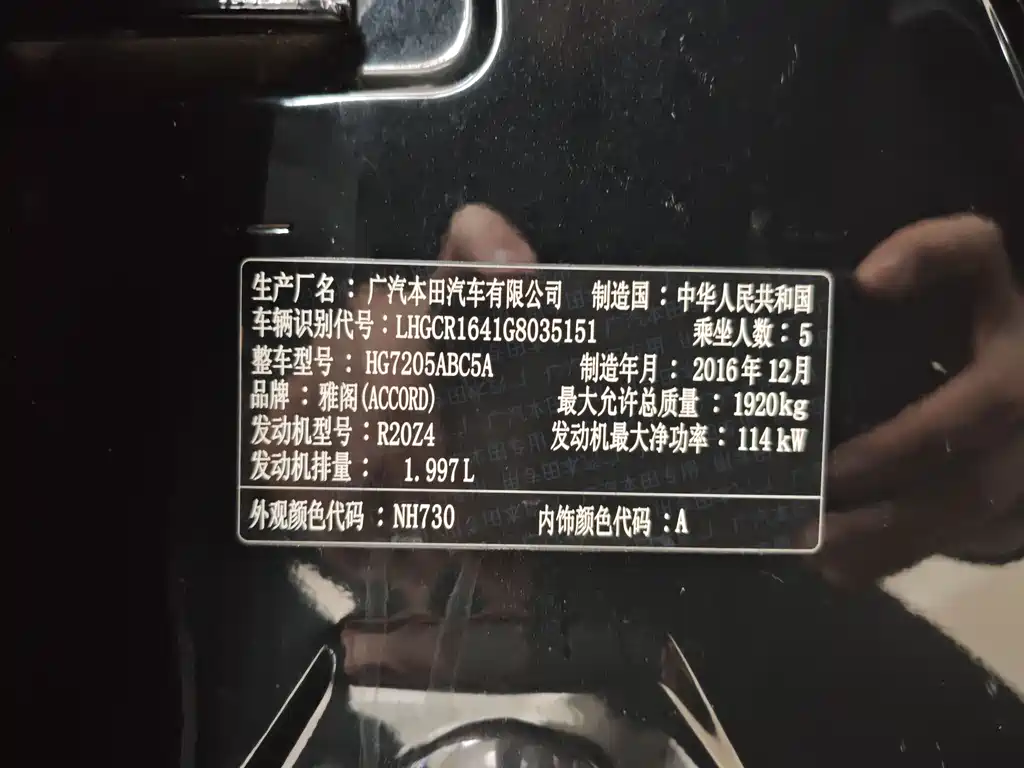 生产厂名：广汽本田汽车有限公司 制造国：中华人民共和国
车辆识别代号：LHGCR1641G8035151 乘坐人数：5
整车型号：HG7205ABC5A 制造年月：2016年12月
品牌：雅阁(ACCORD) 最大允许总质量：1920kg
发动机型号：R20Z4 发动机最大净功率：114kW
发动机排量：1.997L
外观颜色代码：NH730 内饰颜色代码：A